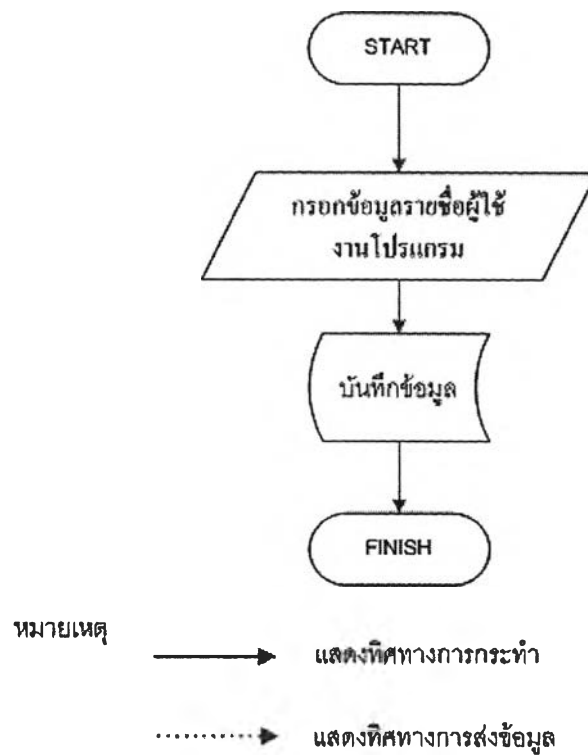 START
กรอกข้อมูลรายชื่อผู้ใช้
งานโปรแกรม
บันทึกข้อมูล
FINISH
หมายเหตุ
แสดงทิศทางการกระทำ
แสดงทิศทางการส่งข้อมูล